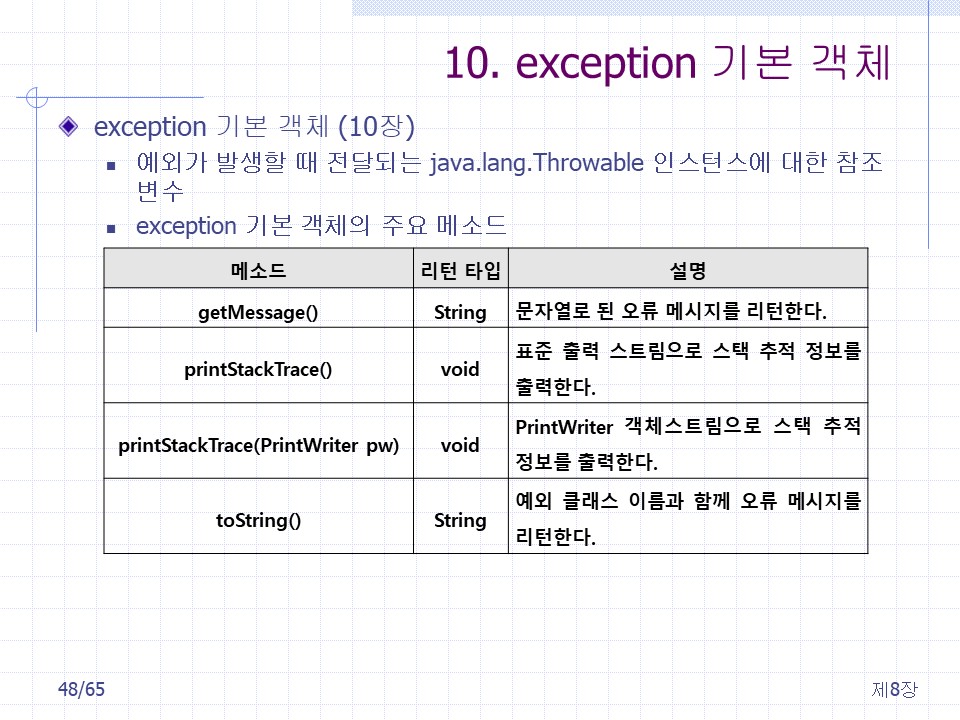 10. exception 기본 객체
exception 기본 객체 (10장)
예외가 발생할 때 전달되는 java.lang.Throwable 인스턴스에 대한 참조
변수
exception 기본 객체의 주요 메소드
메소드 리턴 타입 설명
getMessage() String 문자열로 된 오류 메시지를 리턴한다.
printStackTrace() void 표준 출력 스트림으로 스택 추적 정보를
출력한다.
printStackTrace(PrintWriter pw) void PrintWriter 객체스트림으로 스택 추적
정보를 출력한다.
toString() String 예외 클래스 이름과 함께 오류 메시지를
리턴한다.
48/65 제8장